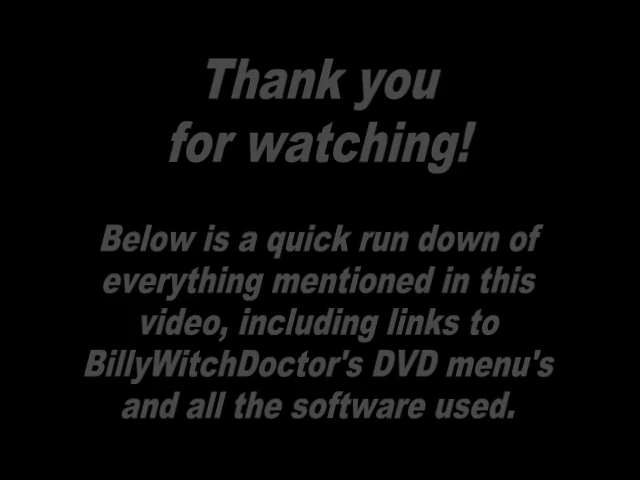 Thank you
for watching!
Below is a quick run down of
everything mentioned in this
video, including links to
BillyWitchDoctor's DVD menu's
and all the software used.